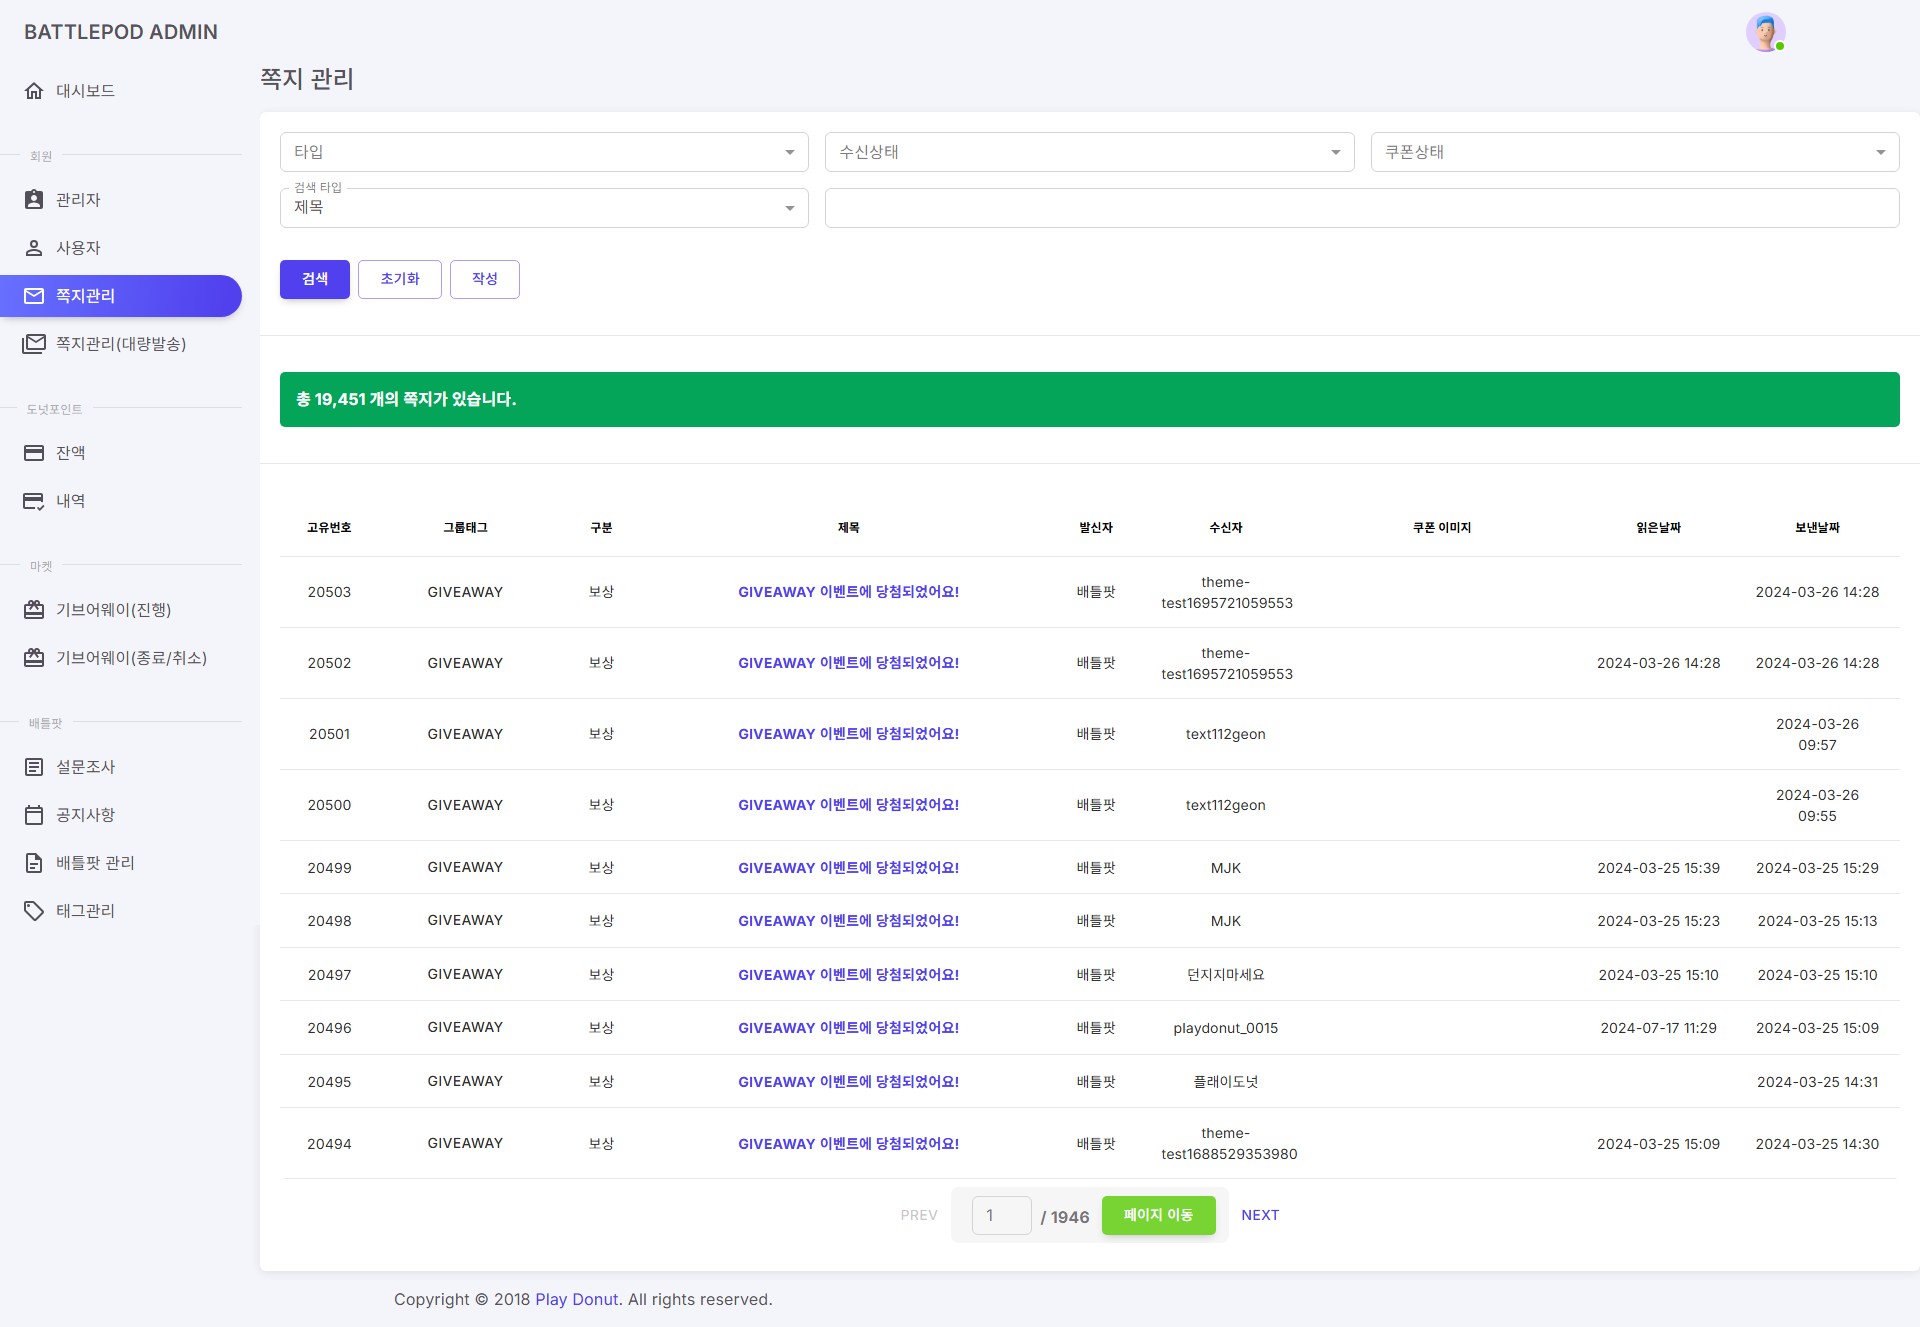 BATTLEPOD ADMIN
대시보드
회원
관리자
사용자
쪽지관리
쪽지관리(대량발송)
도넛포인트
잔액
내역
마켓
기브어웨이(진행)
기브어웨이(종료/취소)
배틀팟
설문조사
공지사항
배틀팟 관리
태그관리
쪽지 관리
타입 수신상태 쿠폰상태
검색 타입
제목
검색 초기화 작성
총 19,451 개의 쪽지가 있습니다.
고유번호 그룹태그 구분 제목 발신자 수신자 쿠폰 이미지 읽은날짜 보낸날짜
20503 GIVEAWAY 보상 GIVEAWAY 이벤트에 당첨되었어요! 배틀팟 theme-
test1695721059553 2024-03-26 14:28
20502 GIVEAWAY 보상 GIVEAWAY 이벤트에 당첨되었어요! 배틀팟 theme-
test1695721059553 2024-03-26 14:28 2024-03-26 14:28
20501 GIVEAWAY 보상 GIVEAWAY 이벤트에 당첨되었어요! 배틀팟 text112geon 2024-03-26
09:57
20500 GIVEAWAY 보상 GIVEAWAY 이벤트에 당첨되었어요! 배틀팟 text112geon 2024-03-26
09:55
20499 GIVEAWAY 보상 GIVEAWAY 이벤트에 당첨되었어요! 배틀팟 MJK 2024-03-25 15:39 2024-03-25 15:29
20498 GIVEAWAY 보상 GIVEAWAY 이벤트에 당첨되었어요! 배틀팟 MJK 2024-03-25 15:23 2024-03-25 15:13
20497 GIVEAWAY 보상 GIVEAWAY 이벤트에 당첨되었어요! 배틀팟 던지지마세요 2024-03-25 15:10 2024-03-25 15:10
20496 GIVEAWAY 보상 GIVEAWAY 이벤트에 당첨되었어요! 배틀팟 playdonut_0015 2024-07-17 11:29 2024-03-25 15:09
20495 GIVEAWAY 보상 GIVEAWAY 이벤트에 당첨되었어요! 배틀팟 플래이도넛 2024-03-25 14:31
20494 GIVEAWAY 보상 GIVEAWAY 이벤트에 당첨되었어요! 배틀팟 theme-
test1688529353980 2024-03-25 15:09 2024-03-25 14:30
PREV 1 / 1946 페이지 이동 NEXT
Copyright © 2018 Play Donut. All rights reserved.